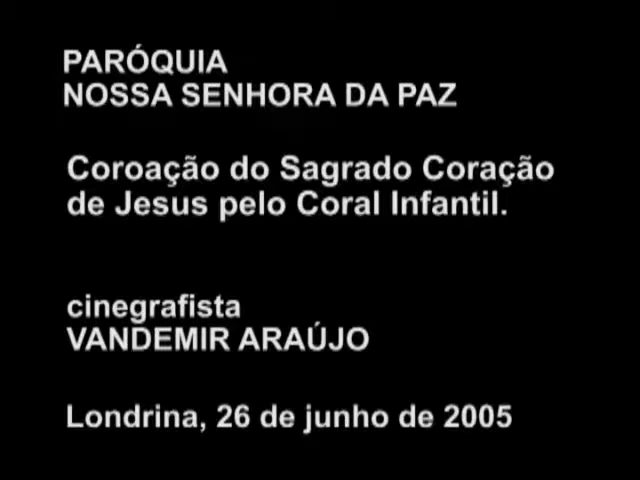 PARÓQUIA
NOSSA SENHORA DA PAZ
Coroação do Sagrado Coração
de Jesus pelo Coral Infantil.
cinegrafista
VANDEMIR ARAÚJO
Londrina, 26 de junho de 2005